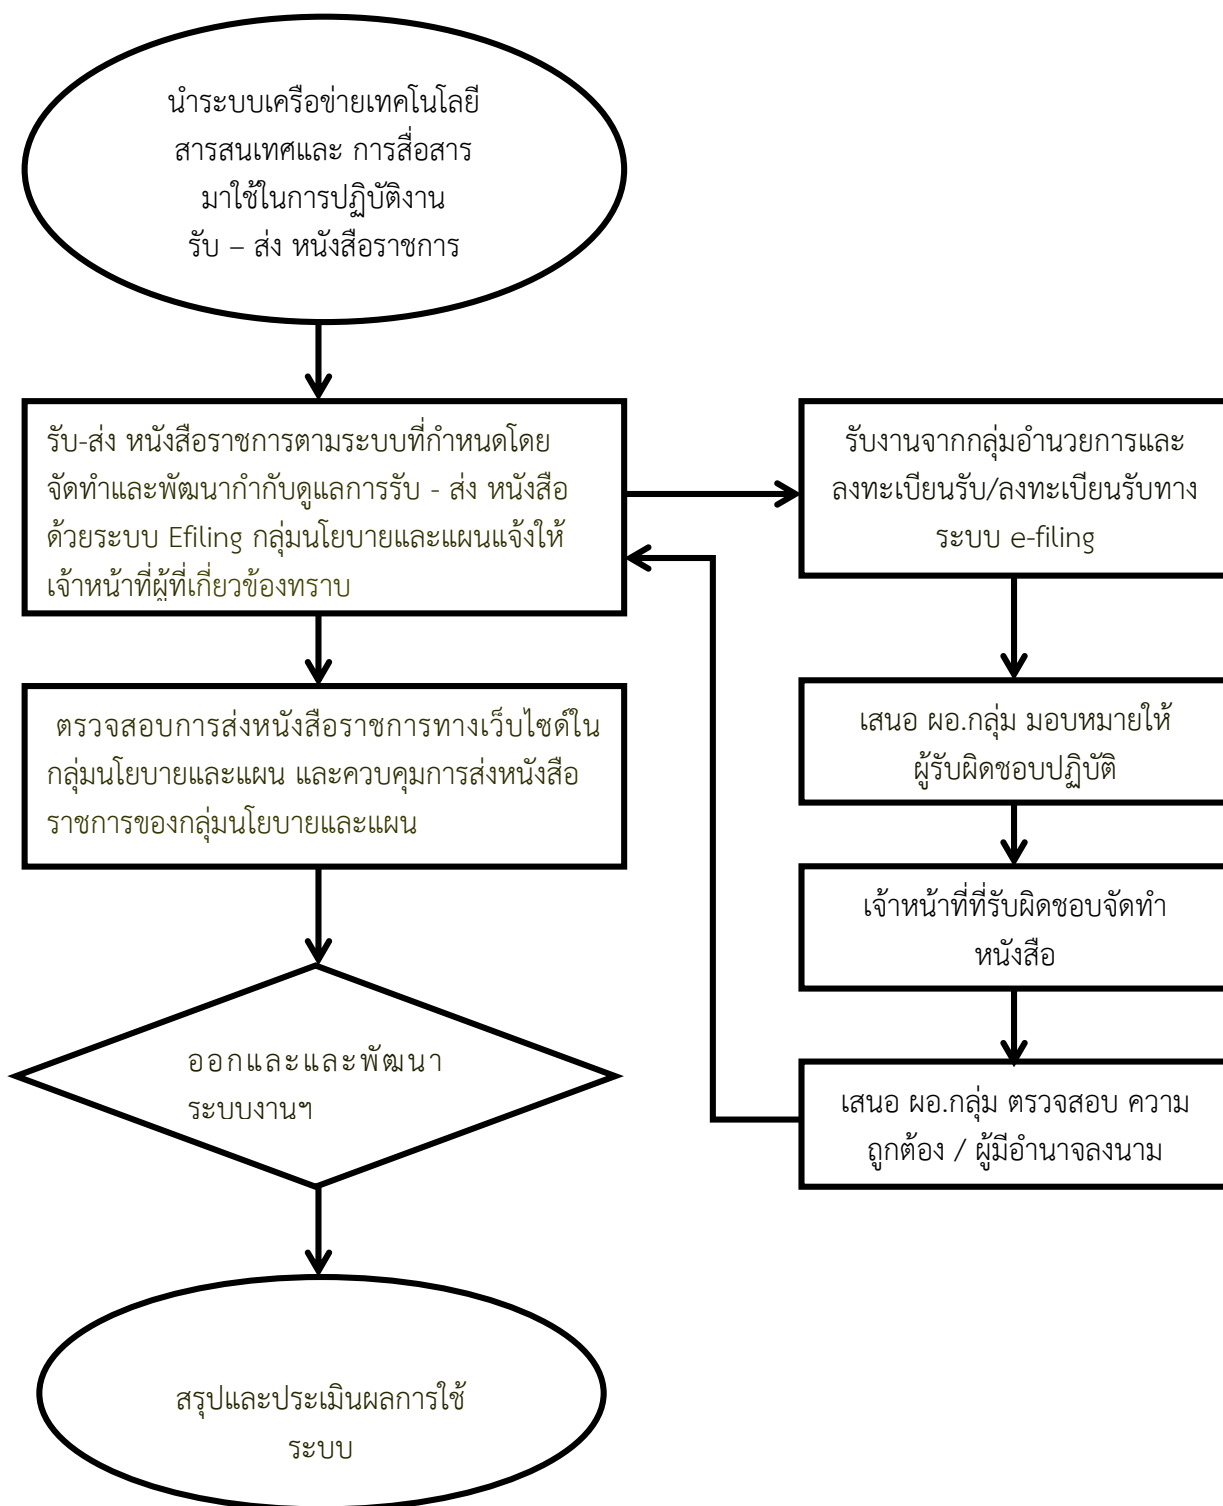 นำระบบเครือข่ายเทคโนโลยี
สารสนเทศและ การสื่อสาร
มาใช้ในการปฏิบัติงาน
รับ – ส่ง หนังสือราชการ
รับ-ส่ง หนังสือราชการตามระบบที่กำหนดโดย
จัดทำและพัฒนากำกับดูแลการรับ - ส่ง หนังสือ
ด้วยระบบ Efiling กลุ่มนโยบายและแผนแจ้งให้
เจ้าหน้าที่ผู้ที่เกี่ยวข้องทราบ
ตรวจสอบการส่งหนังสือราชการทางเว็บไซด์ใน
กลุ่มนโยบายและแผน และควบคุมการส่งหนังสือ
ราชการของกลุ่มนโยบายและแผน
ออกและและพัฒนา
ระบบงานฯ
สรุปและประเมินผลการใช้
ระบบ
รับงานจากกลุ่มอำนวยการและ
ลงทะเบียนรับ/ลงทะเบียนรับทาง
ระบบ e-filing
เสนอ ผอ.กลุ่ม มอบหมายให้
ผู้รับผิดชอบปฏิบัติ
เจ้าหน้าที่ที่รับผิดชอบจัดทำ
หนังสือ
เสนอ ผอ.กลุ่ม ตรวจสอบ ความ
ถูกต้อง / ผู้มีอำนาจลงนาม